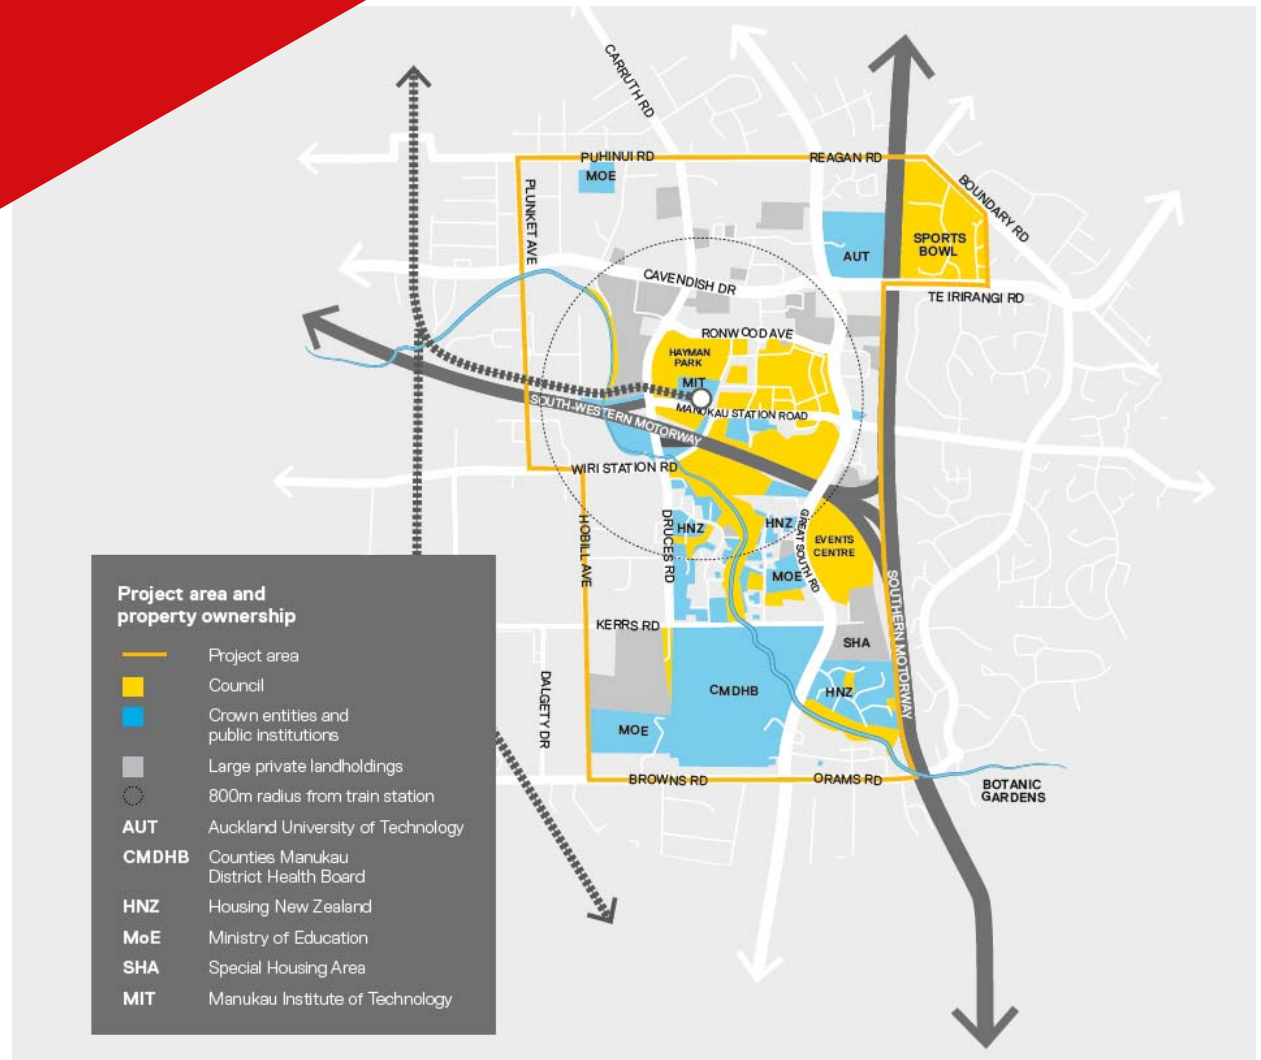 CARRUTH RD
PUHINUI RD
REAGAN RD
MOE
PLUNKET AVE
BOUNDARY RD
SPORTS
BOWL
AUT
CAVENDISH DR
TE IRIRANGI RD
RONWOOD AVE
HAYMAN
PARK
MIT
MANUKAU STATION ROAD
SOUTH-WESTERN MOTORWAY
WIRI STATION RD
HOBILL AVE
DRUCES RD
HNZ
HNZ
GREAT SOUTH RD
EVENTS
CENTRE
MOE
SOUTHERN MOTORWAY
KERRS RD
SHA
DALGETY DR
CMDHB
HNZ
MOE
BROWNS RD
ORAMS RD
BOTANIC
GARDENS
Project area and
property ownership
Project area
Council
Crown entities and
public institutions
Large private landholdings
800m radius from train station
AUT Auckland University of Technology
CMDHB Counties Manukau
District Health Board
HNZ Housing New Zealand
MoE Ministry of Education
SHA Special Housing Area
MIT Manukau Institute of Technology